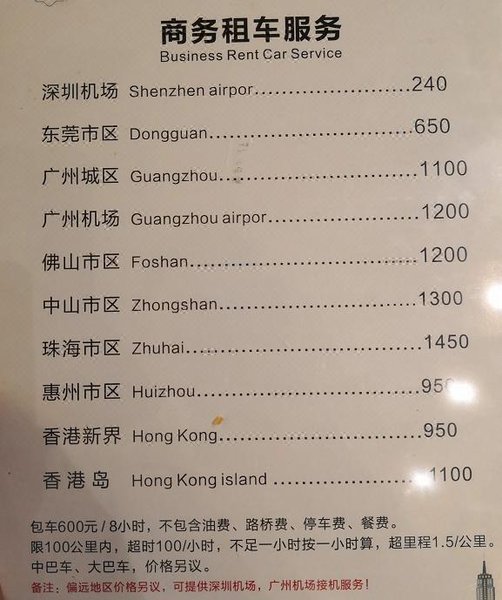 商务租车服务
Business Rent Car Service
深圳机场 Shenzhen airpor........................240
东莞市区 Dongguan................................650
广州城区 Guangzhou...............................1100
广州机场 Guangzhou airpor.......................1200
佛山市区 Foshan...................................1200
中山市区 Zhongshan..............................1300
珠海市区 Zhuhai....................................1450
惠州市区 Huizhou..................................950
香港新界 Hong Kong...............................950
香港岛 Hong Kong island .......................1100
包车600元 / 8小时，不包含油费、路桥费、停车费、餐费。
限100公里内，超时100/小时，不足一小时按一小时算，超里程1.5/公里。
中巴车、大巴车，价格另议。
备注：偏远地区价格另议，可提供深圳机场，广州机场接机服务！